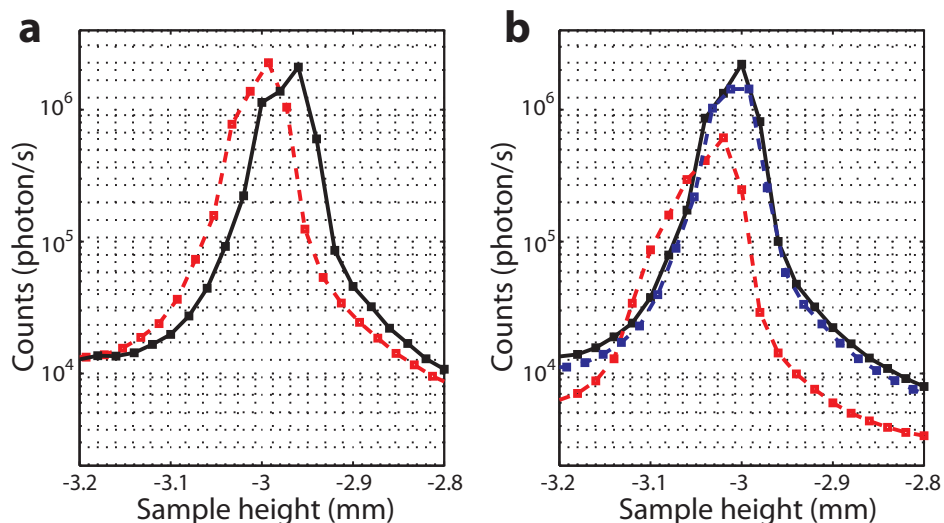 a
Counts (photon/s)
10^6
10^5
10^4
-3.2 -3.1 -3 -2.9 -2.8
Sample height (mm)
b
Counts (photon/s)
10^6
10^5
10^4
-3.2 -3.1 -3 -2.9 -2.8
Sample height (mm)